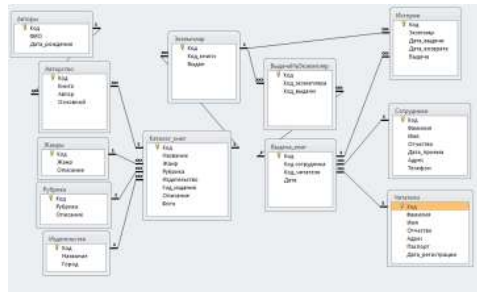 Авторы
Код
ФИО
Дата_рождения
Авторство
Код
Книга
Автор
Основной
Жанры
Код
Жанр
Описание
Рубрика
Код
Рубрика
Описание
Издательства
Код
Название
Город
Экземпляр
Код
Код_книги
Выдан
Каталог_книг
Код
Название
Жанр
Рубрика
Издательство
Год_издания
Описание
Фото
ВыдачаЧкЭкземпляр
Код
Код_экземпляра
Код_выдачи
Выдача_книг
Код
Код сотрудника
Код_читателя
Дата
История
Код
Экземпляр
Дата_выдачи
Дата_возврата
Выдача
Сотрудники
Код
Фамилия
Имя
Отчество
Дата_приема
Адрес
Телефон
Читатели
Код
Фамилия
Имя
Отчество
Адрес
Паспорт
Дата_регистрации